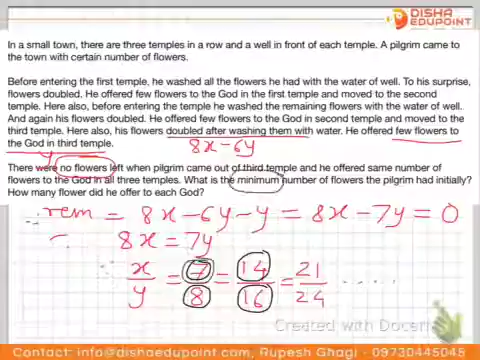 DISHA
EDUPOINT
In a small town, there are three temples in a row and a well in front of each temple. A pilgrim came to
the town with certain number of flowers.
Before entering the first temple, he washed all the flowers he had with the water of well. To his surprise,
flowers doubled. He offered few flowers to the God in the first temple and moved to the second
temple. Here also, before entering the temple he washed the remaining flowers with the water of well.
And again his flowers doubled. He offered few flowers to the God in second temple and moved to the
third temple. Here also, his flowers doubled after washing them with water. He offered few flowers to
the God in third temple.
8x-6y
y
There were no flowers left when pilgrim came out of third temple and he offered same number of
flowers to the God in all three temples. What is the minimum number of flowers the pilgrim had initially?
How many flower did he offer to each God?
∴ rem = 8x-6y-y = 8x-7y = 0
8x = 7y
∴ x/y = 7/8 = 14/16 = 21/24 .....
Created with Doceri
Contact: info@dishaedupoint.com, Rupesh Ghagi - 09730445045